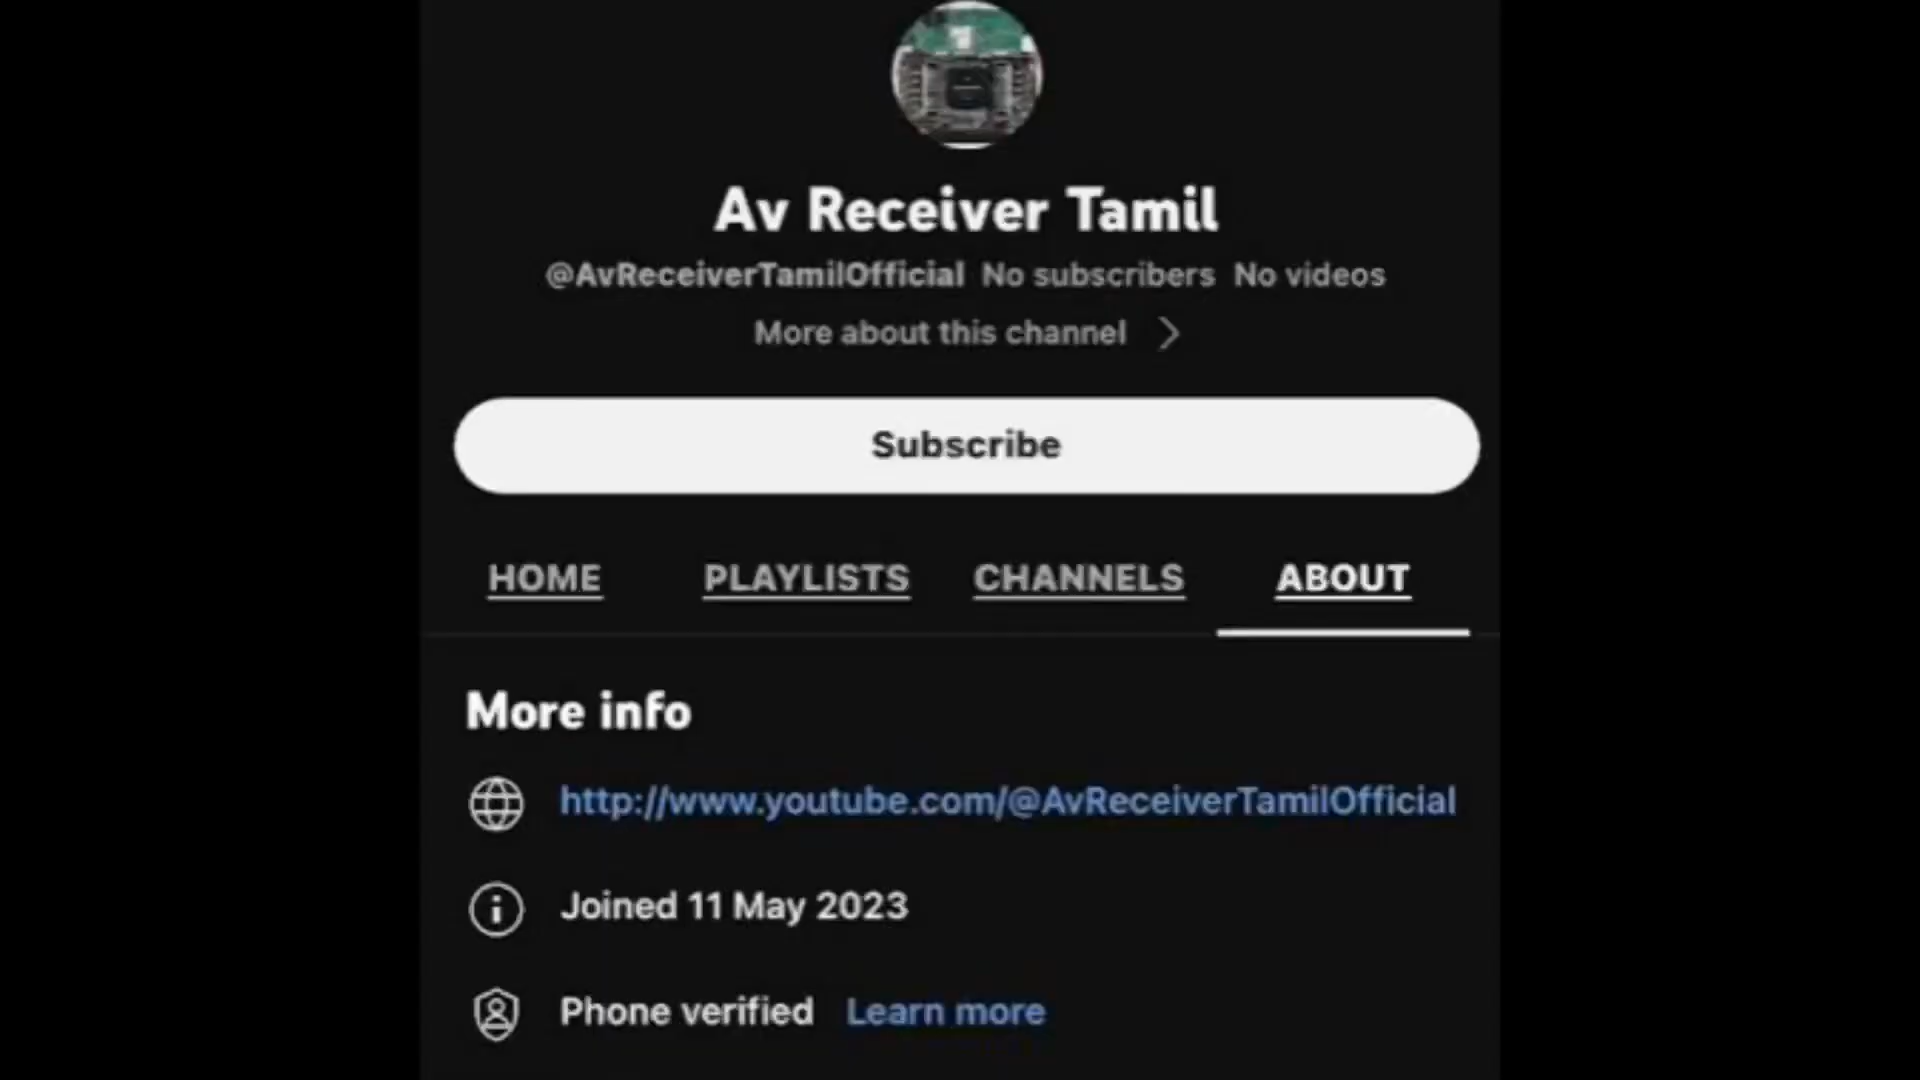 Av Receiver Tamil
@AvReceiverTamilOfficial No subscribers No videos
More about this channel
Subscribe
HOME PLAYLISTS CHANNELS ABOUT
More info
http://www.youtube.com/@AvReceiverTamilOfficial
Joined 11 May 2023
Phone verified Learn more